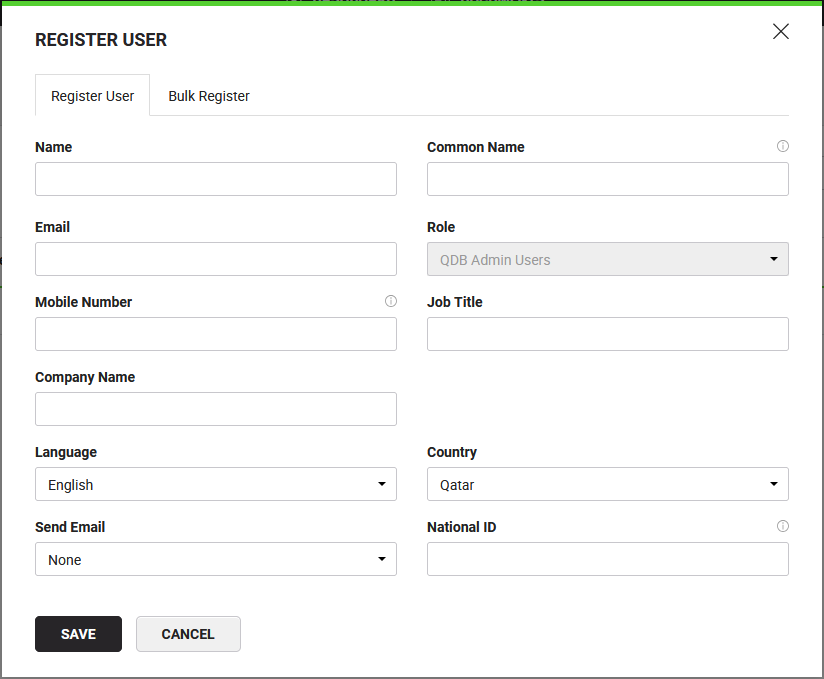 REGISTER USER
Register User
Bulk Register
Name
Common Name
Email
Role
QDB Admin Users
Mobile Number
Job Title
Company Name
Language
Country
English
Qatar
Send Email
National ID
None
SAVE
CANCEL